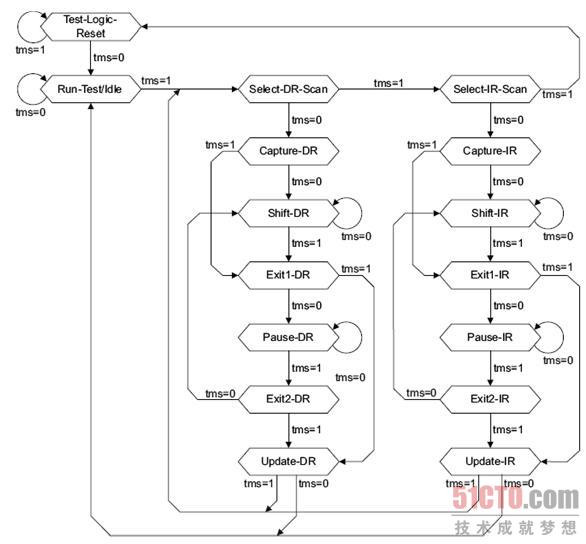 Test-Logic-
Reset
tms=1
tms=0
Run-Test/Idle
tms=1
Select-DR-Scan
tms=1
Select-IR-Scan
tms=1
tms=0
tms=0
tms=0
tms=1
Capture-DR
tms=1
Capture-IR
tms=0
tms=0
Shift-DR
Shift-IR
tms=0
tms=0
tms=1
tms=1
Exit1-DR
tms=1
Exit1-IR
tms=1
tms=0
tms=0
Pause-DR
Pause-IR
tms=1
tms=0
tms=1
tms=0
tms=0
Exit2-DR
tms=0
Exit2-IR
tms=1
tms=1
Update-DR
Update-IR
tms=1
tms=0
tms=1
tms=0
51CTO.com
技术成就梦想